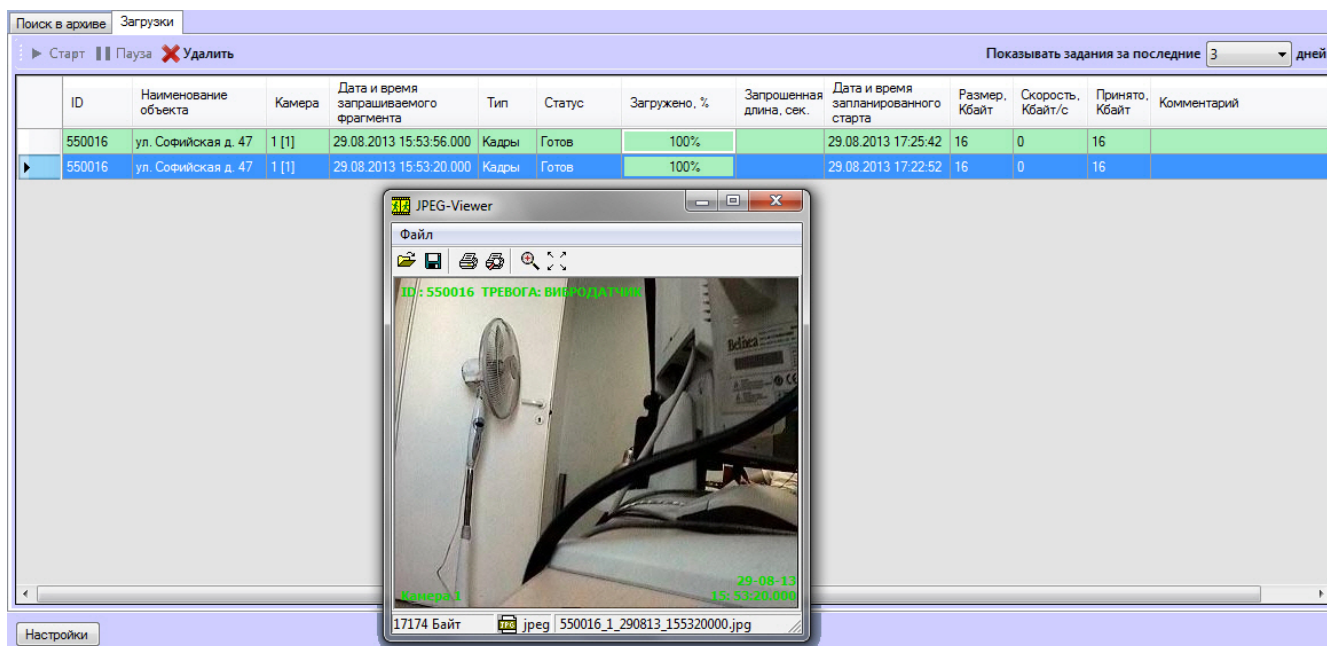 Поиск в архиве Загрузки
Старт Пауза Удалить Показывать задания за последние 3 дней
ID Наименование объекта Камера Дата и время запрашиваемого фрагмента Тип Статус Загружено, % Запрошенная длина, сек. Дата и время запланированного старта Размер, Кбайт Скорость, Кбайт/с Принято, Кбайт Комментарий
550016 ул. Софийская д. 47 1 [1] 29.08.2013 15:53:56.000 Кадры Готов 100% 29.08.2013 17:25:42 16 0 16
550016 ул. Софийская д. 47 1 [1] 29.08.2013 15:53:20.000 Кадры Готов 100% 29.08.2013 17:22:52 16 0 16
JPEG-Viewer
Файл
ID : 550016 ТРЕВОГА: ВИБРОДАТЧИК
Belinea
29-08-13
Камера 1 15:53:20.000
17174 Байт jpeg 550016_1_290813_155320000.jpg
Настройки